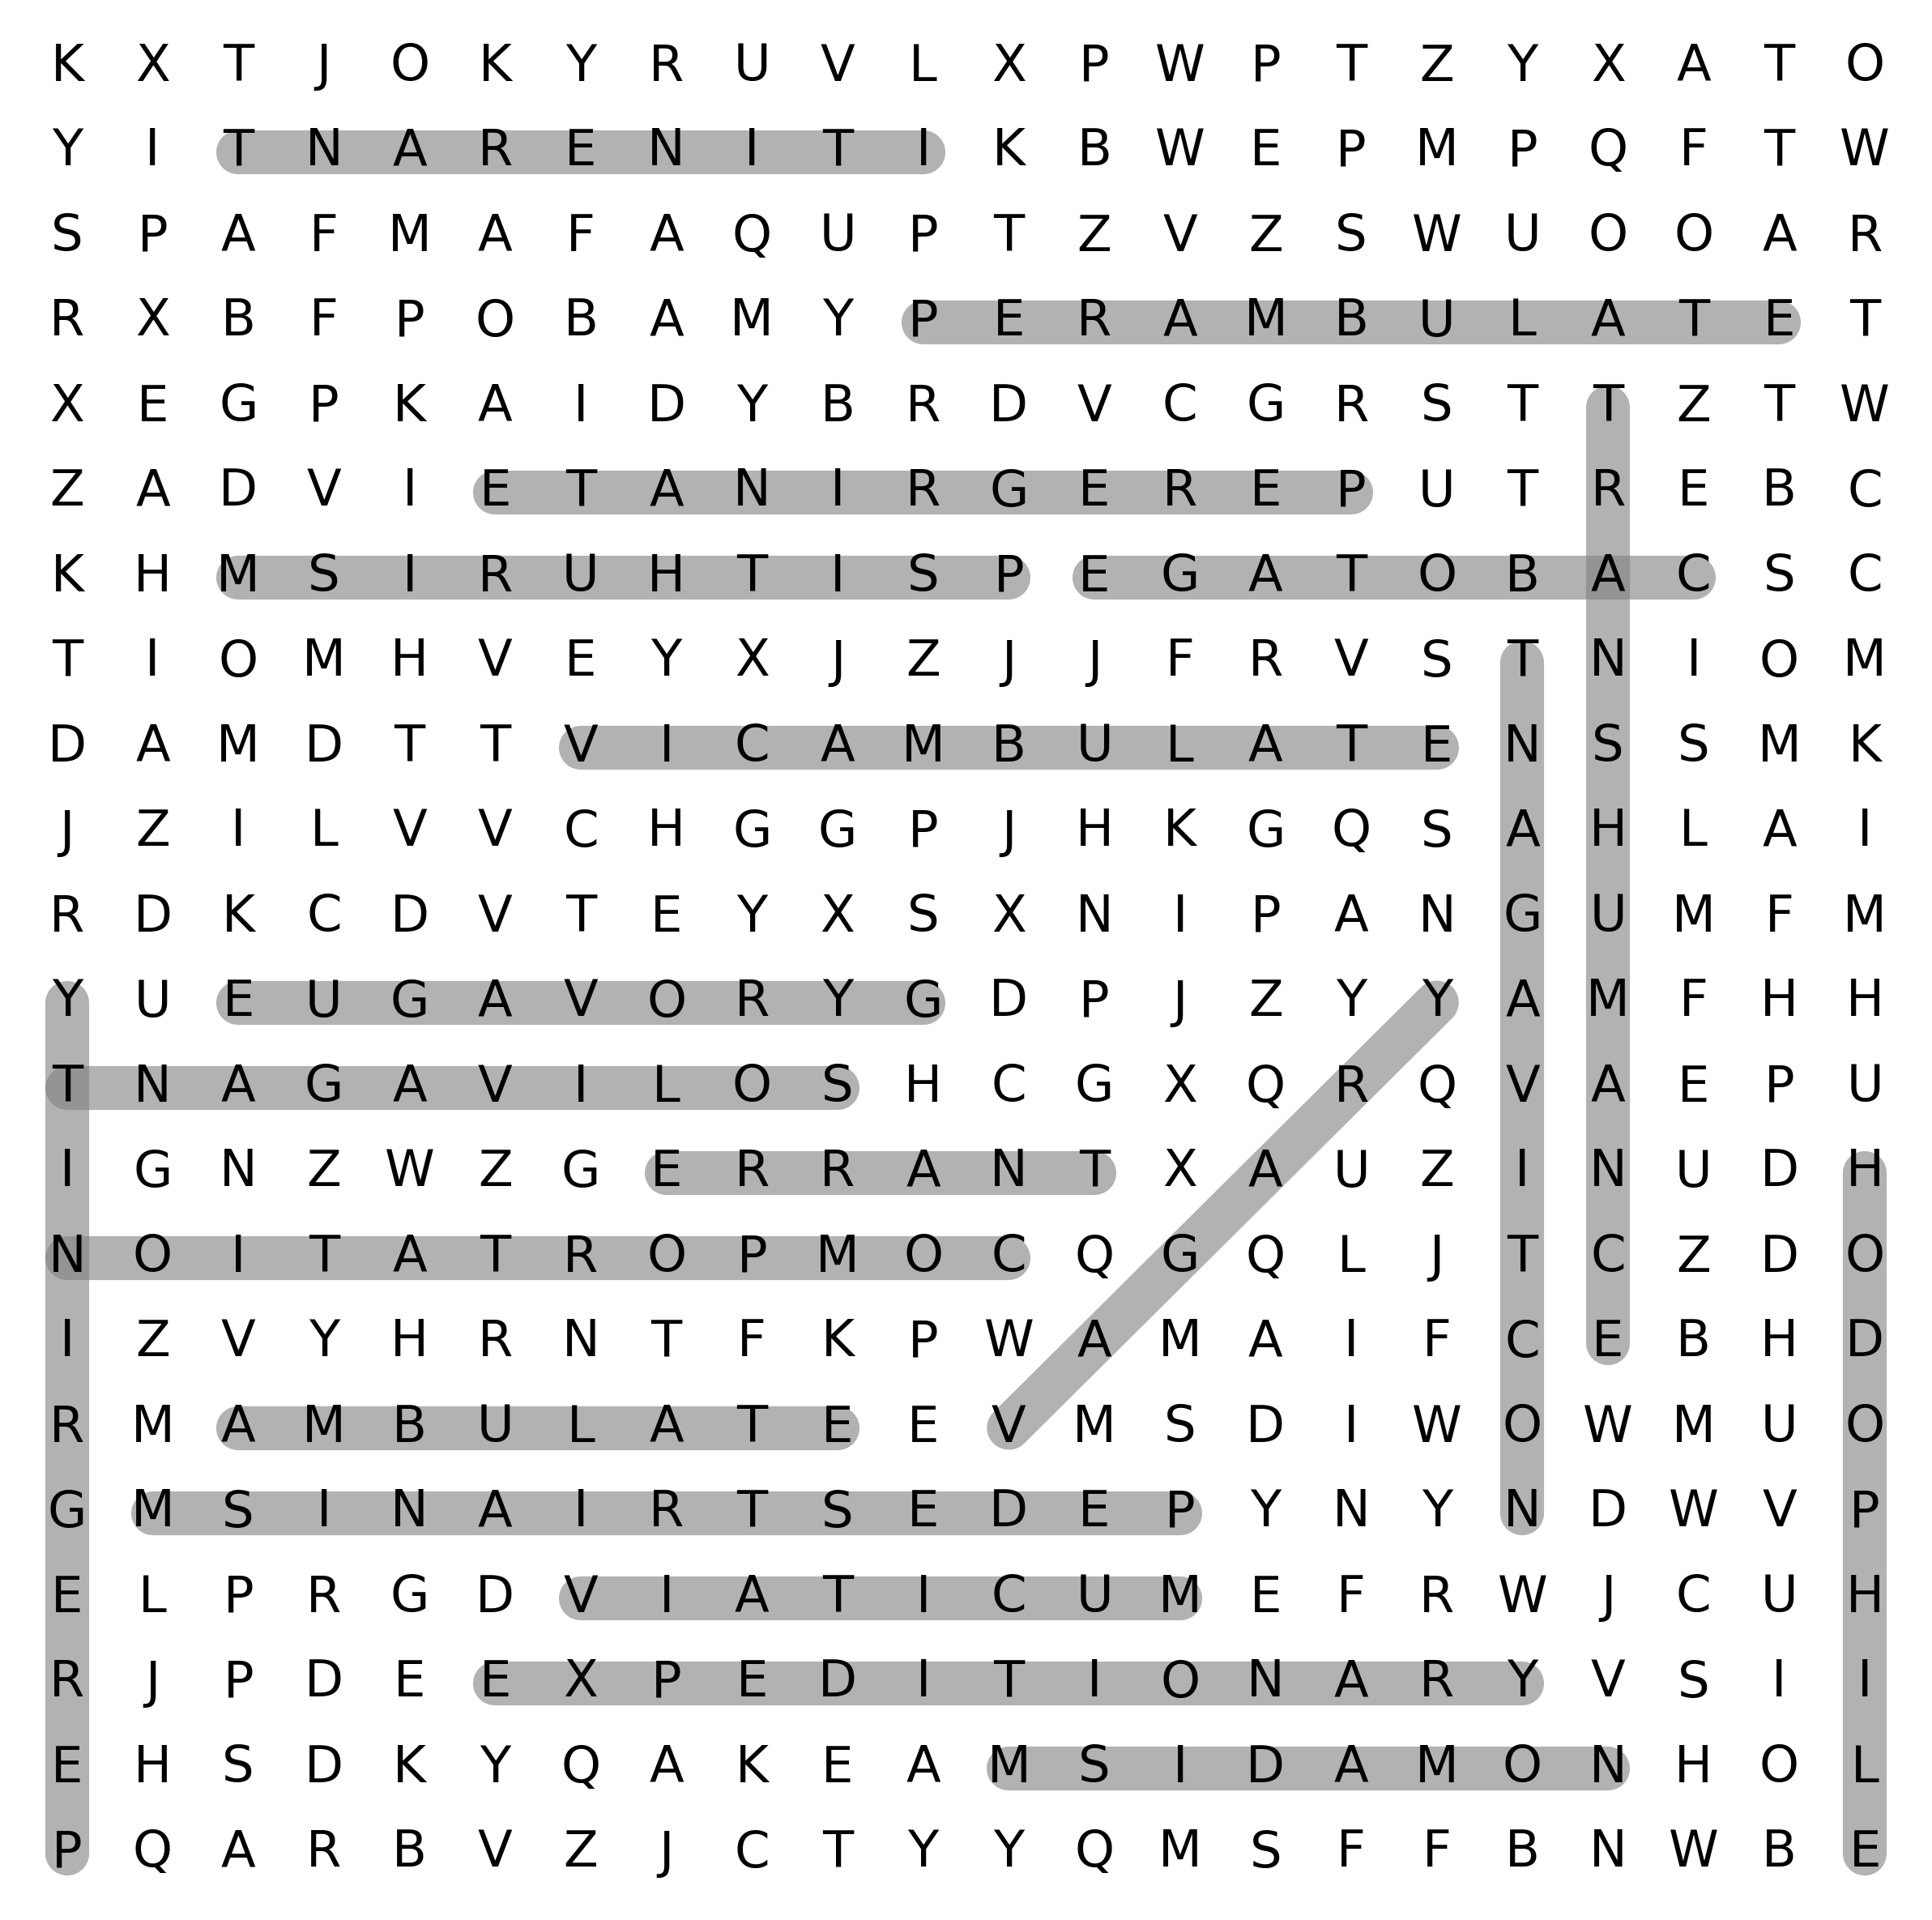 K X T J O K Y R U V L X P W P T Z Y X A T O
Y I T N A R E N I T I K B W E P M P Q F T W
S P A F M A F A Q U P T Z V Z S W U O O A R
R X B F P O B A M Y P E R A M B U L A T E T
X E G P K A I D Y B R D V C G R S T T Z T W
Z A D V I E T A N I R G E R E P U T R E B C
K H M S I R U H T I S P E G A T O B A C S C
T I O M H V E Y X J Z J J F R V S T N I O M
D A M D T T V I C A M B U L A T E N S S M K
J Z I L V V C H G G P J H K G Q S A H L A I
R D K C D V T E Y X S X N I P A N G U M F M
Y U E U G A V O R Y G D P J Z Y Y A M F H H
T N A G A V I L O S H C G X Q R Q V A E P U
I G N Z W Z G E R R A N T X A U Z I N U D H
N O I T A T R O P M O C Q G Q L J T C Z D O
I Z V Y H R N T F K P W A M A I F C E B H D
R M A M B U L A T E E V M S D I W O W M U O
G M S I N A I R T S E D E P Y N Y N D W V P
E L P R G D V I A T I C U M E F R W J C U H
R J P D E E X P E D I T I O N A R Y V S I I
E H S D K Y Q A K E A M S I D A M O N H O L
P Q A R B V Z J C T Y Y Q M S F F B N W B E